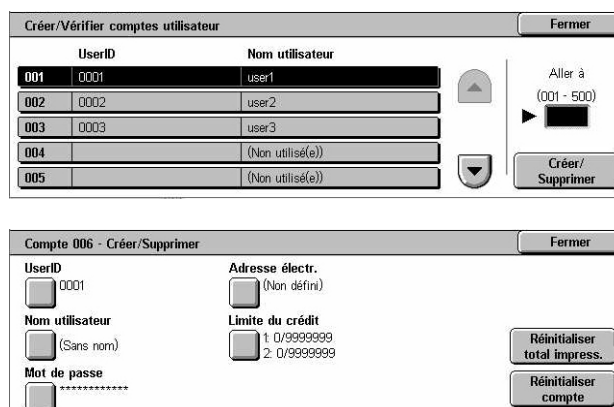 Créer/Vérifier comptes utilisateur Fermer
UserID Nom utilisateur
001 0001 user1
Aller à
002 0002 user2
(001 - 500)
003 0003 user3
004 (Non utilisé(e))
005 (Non utilisé(e))
Créer/
Supprimer
Compte 006 - Créer/Supprimer Fermer
UserID Adresse électr.
0001 (Non défini)
Nom utilisateur Limite du crédit
(Sans nom) 1: 0/9999999
2: 0/9999999
Réinitialiser
total impress.
Mot de passe
************
Réinitialiser
compte